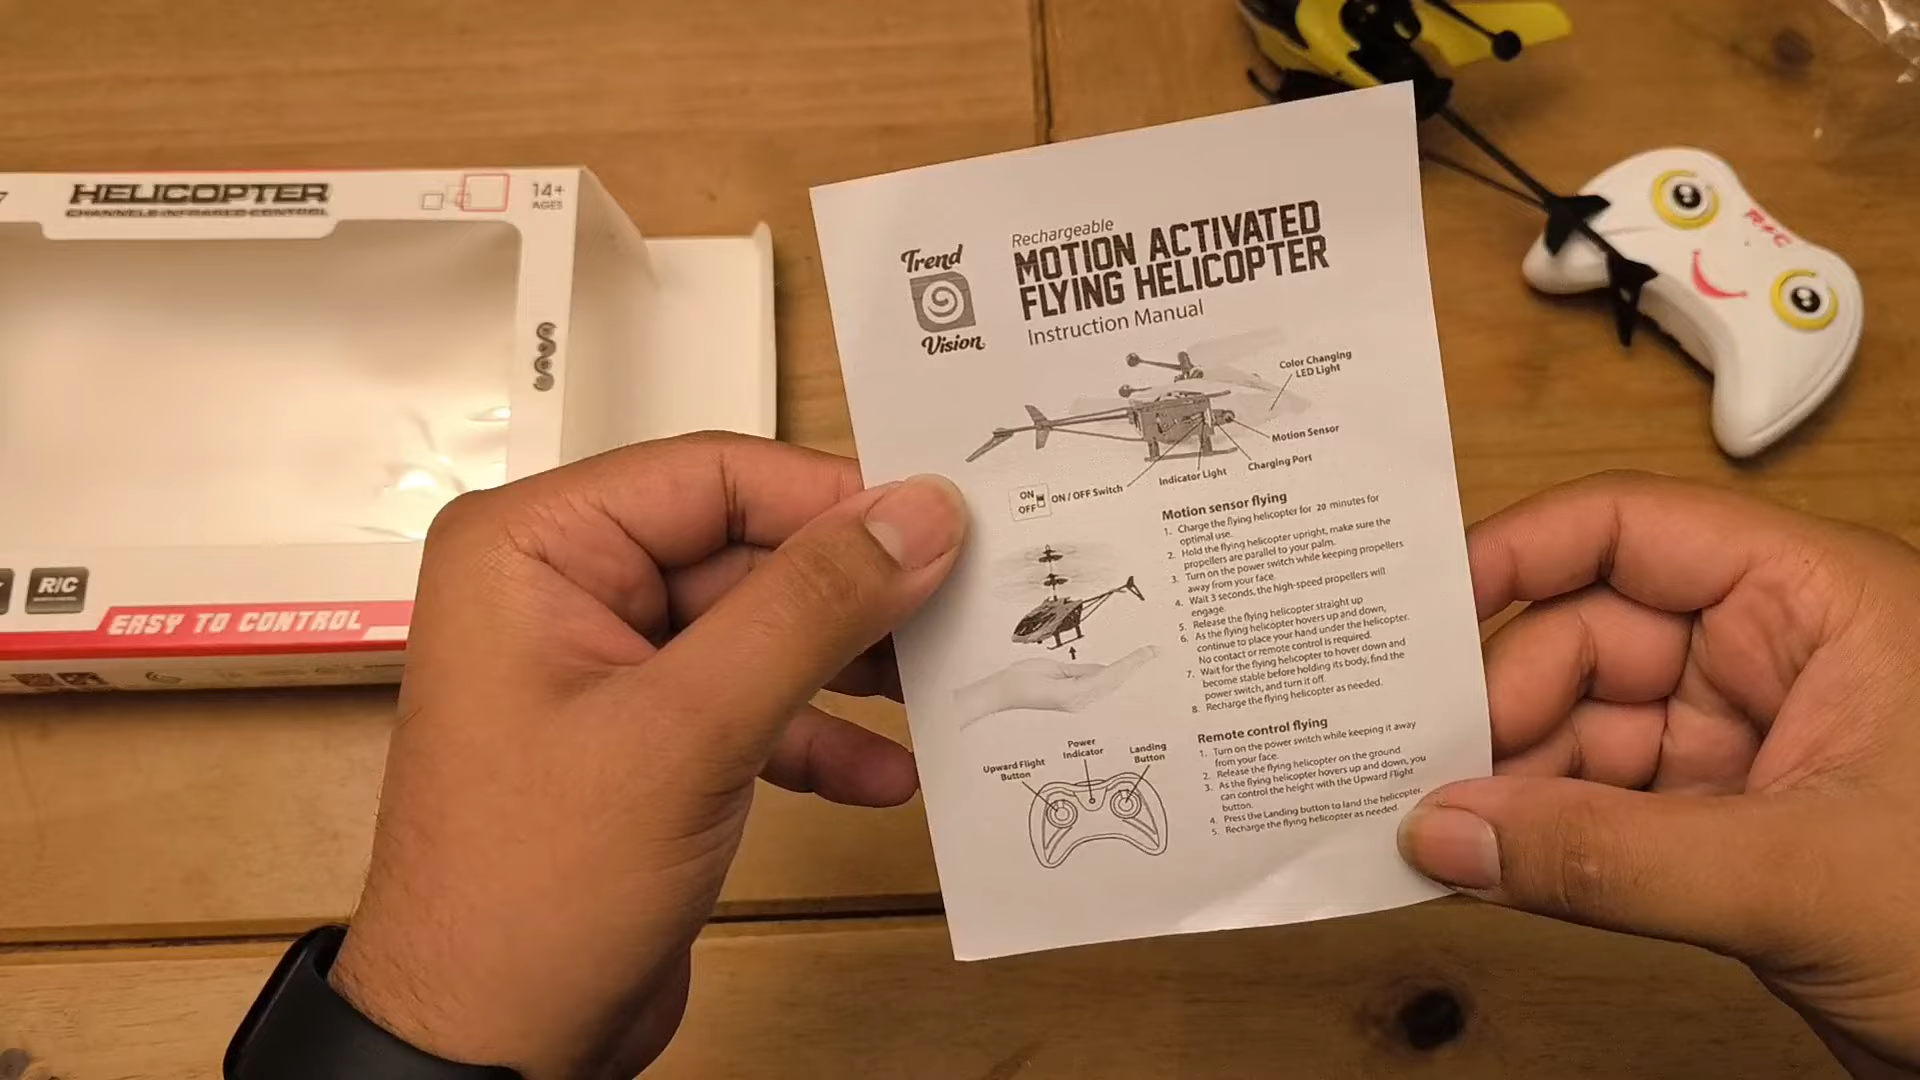 HELICOPTER
CHANNELS INFRARED CONTROL
14+
AGES
R/C
EASY TO CONTROL
R C
Trend
Vision
Rechargeable
MOTION ACTIVATED
FLYING HELICOPTER
Instruction Manual
Color Changing
LED Light
Motion Sensor
Charging Port
Indicator Light
ON
OFF
ON / OFF Switch
Motion sensor flying
1. Charge the flying helicopter for 20 minutes for
optimal use.
2. Hold the flying helicopter upright, make sure the
propellers are parallel to your palm.
3. Turn on the power switch while keeping propellers
away from your face.
4. Wait 3 seconds, the high-speed propellers will
engage.
5. Release the flying helicopter straight up
6. As the flying helicopter hovers up and down,
continue to place your hand under the helicopter.
No contact or remote control is required.
7. Wait for the flying helicopter to hover down and
become stable before holding its body, find the
power switch, and turn it off.
8. Recharge the flying helicopter as needed.
Upward Flight
Button
Power
Indicator
Landing
Button
Remote control flying
1. Turn on the power switch while keeping it away
from your face.
2. Release the flying helicopter on the ground.
3. As the flying helicopter hovers up and down, you
can control the height with the Upward Flight
button.
4. Press the Landing button to land the helicopter.
5. Recharge the flying helicopter as needed.